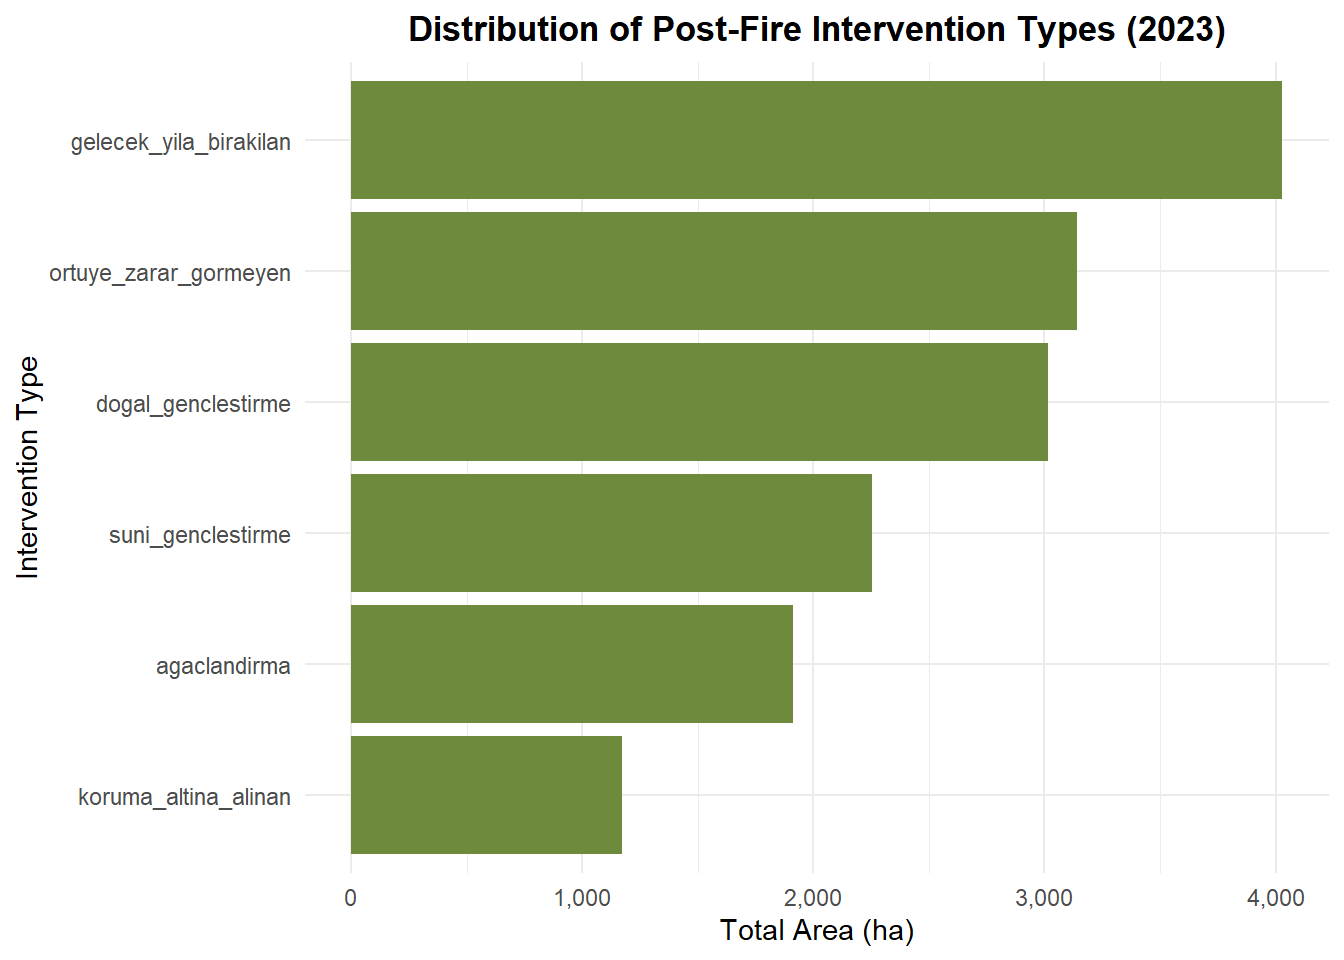 Distribution of Post-Fire Intervention Types (2023)
Intervention Type
gelecek_yila_birakilan
ortuye_zarar_gormeyen
dogal_genclestirme
suni_genclestirme
agaclandirma
koruma_altina_alinan
0 1,000 2,000 3,000 4,000
Total Area (ha)